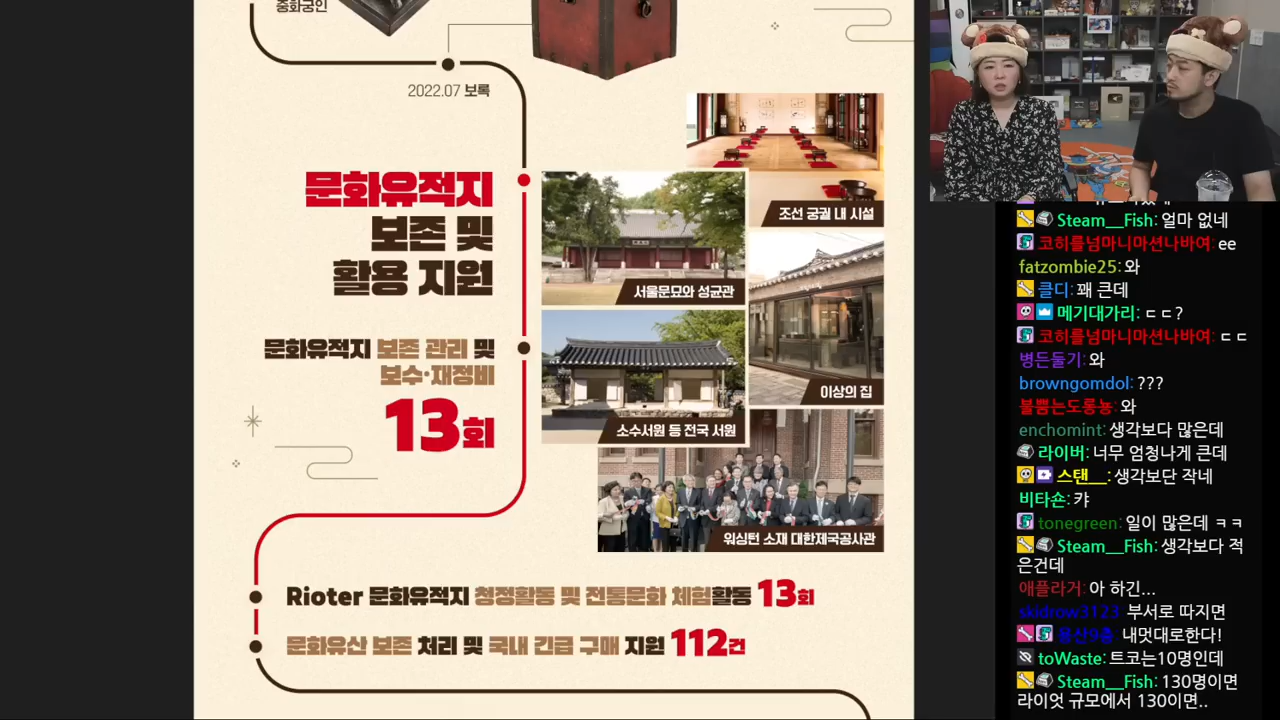 중화궁인
2022.07 보록
문화유적지
보존 및
활용 지원
문화유적지 보존 관리 및
보수·재정비
13회
조선 궁궐 내 시설
서울문묘와 성균관
이상의 집
소수서원 등 전국 서원
워싱턴 소재 대한제국공사관
Rioter 문화유적지 청정활동 및 전통문화 체험활동 13회
문화유산 보존 처리 및 국내 긴급 구매 지원 112건
Steam__Fish: 얼마 없네
코히를넘마니마션나바여: ee
fatzombie25: 와
클디: 꽤 큰데
메기대가리: ㄷㄷ?
코히를넘마니마션나바여: ㄷㄷ
병든둘기: 와
browngomdol: ???
불뿜는도롱뇽: 와
enchomint: 생각보다 많은데
라이버: 너무 엄청나게 큰데
스탠__: 생각보단 작네
비타숀: 캬
tonegreen: 일이 많은데 ㅋㅋ
Steam__Fish: 생각보다 적
은건데
애플라거: 아 하긴...
skidrow3123: 부서로 따지면
용산9층: 내멋대로한다!
toWaste: 트코는10명인데
Steam__Fish: 130명이면
라이엇 규모에서 130이면..